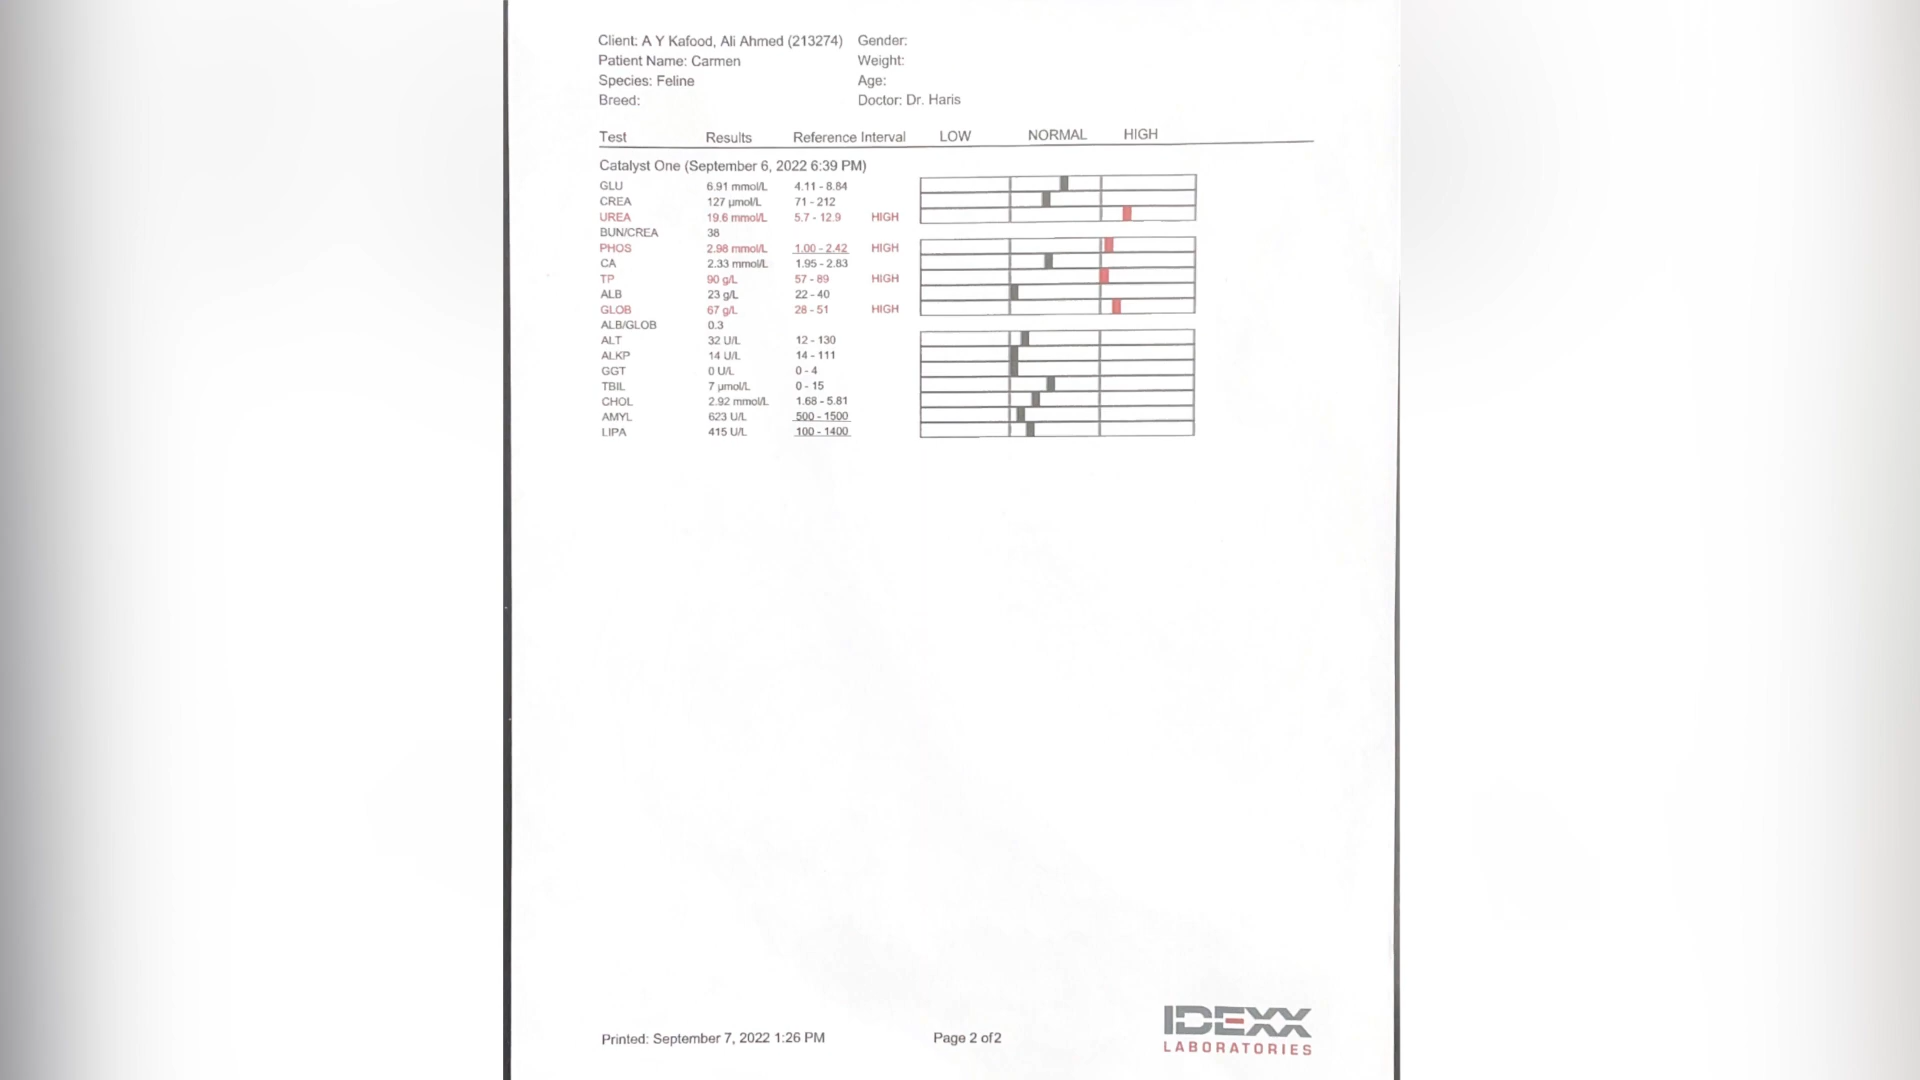 Client: A Y Kafood, Ali Ahmed (213274) Gender:
Patient Name: Carmen Weight:
Species: Feline Age:
Breed: Doctor: Dr. Haris
Test Results Reference Interval LOW NORMAL HIGH
Catalyst One (September 6, 2022 6:39 PM)
GLU 6.91 mmol/L 4.11 - 8.84
CREA 127 µmol/L 71 - 212
UREA 19.6 mmol/L 5.7 - 12.9 HIGH
BUN/CREA 38
PHOS 2.98 mmol/L 1.00 - 2.42 HIGH
CA 2.33 mmol/L 1.95 - 2.83
TP 90 g/L 57 - 89 HIGH
ALB 23 g/L 22 - 40
GLOB 67 g/L 28 - 51 HIGH
ALB/GLOB 0.3
ALT 32 U/L 12 - 130
ALKP 14 U/L 14 - 111
GGT 0 U/L 0 - 4
TBIL 7 µmol/L 0 - 15
CHOL 2.92 mmol/L 1.68 - 5.81
AMYL 623 U/L 500 - 1500
LIPA 415 U/L 100 - 1400
Printed: September 7, 2022 1:26 PM Page 2 of 2
IDEXX
LABORATORIES